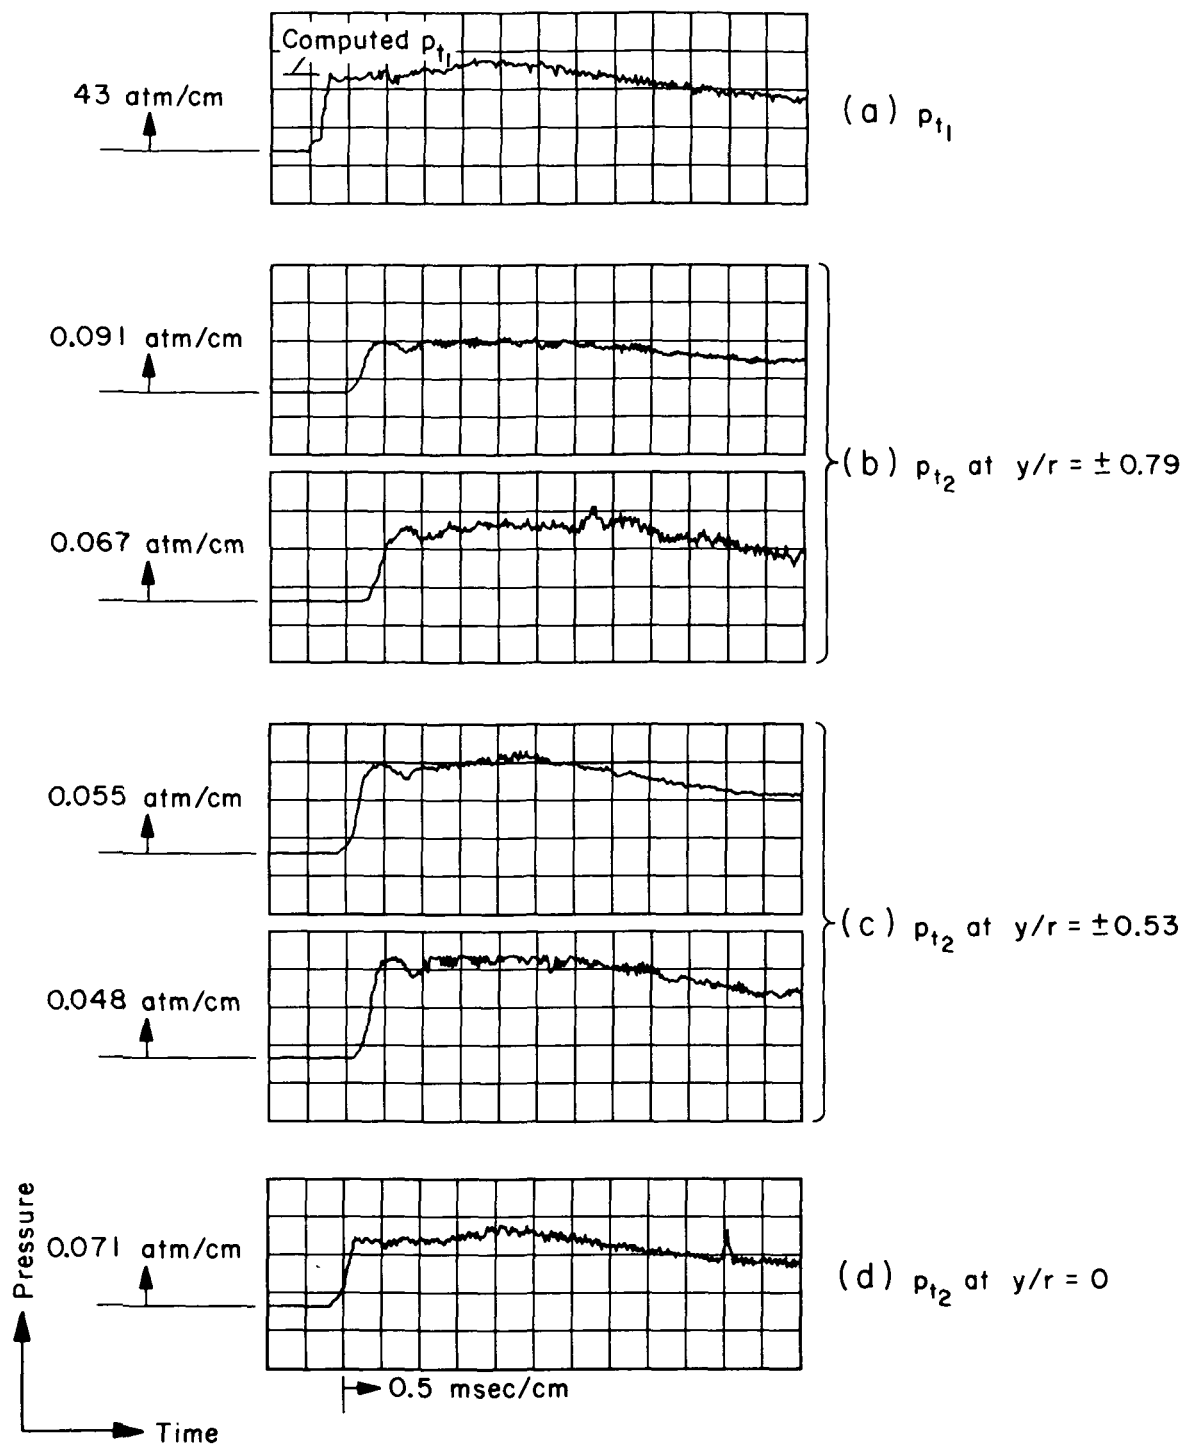 Computed p_t1
43 atm/cm
(a) p_t1
0.091 atm/cm
(b) p_t2 at y/r = ± 0.79
0.067 atm/cm
0.055 atm/cm
(c) p_t2 at y/r = ± 0.53
0.048 atm/cm
Pressure
0.071 atm/cm
(d) p_t2 at y/r = 0
0.5 msec/cm
Time